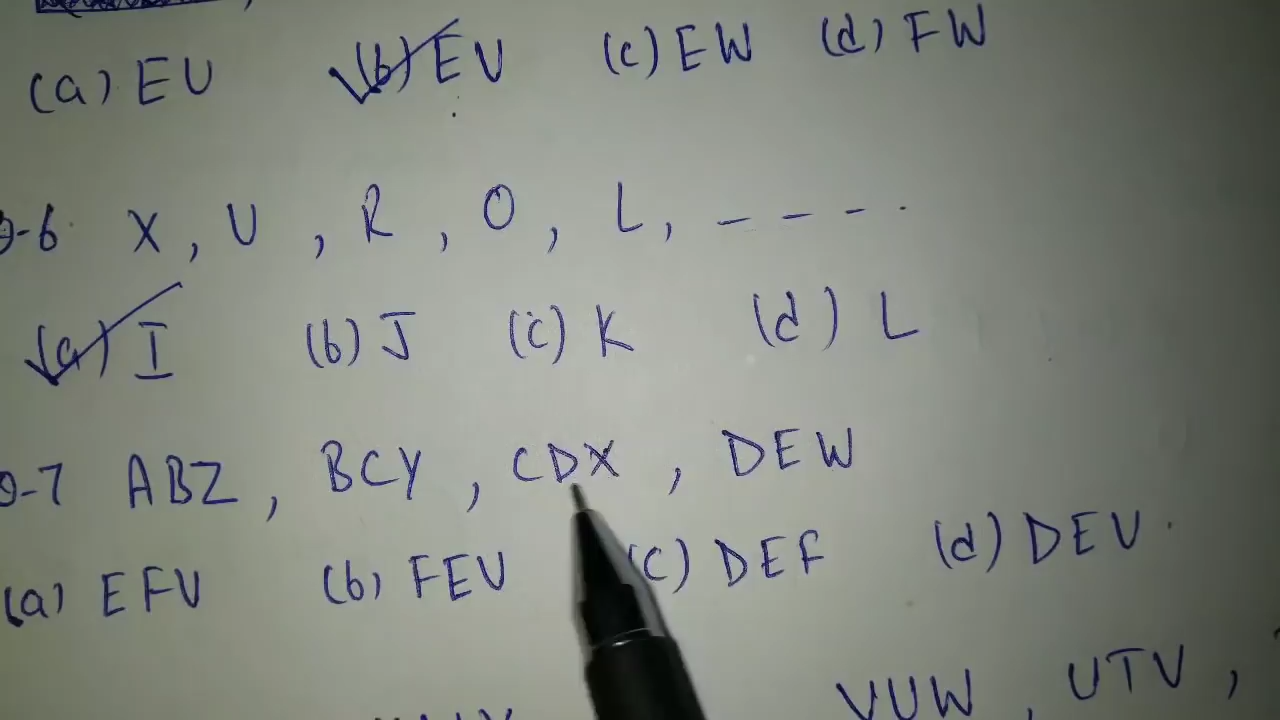 (a) EU (b) EV (c) EW (d) FW
Q-6. X, U, R, O, L, - - - -.
(a) I (b) J (c) K (d) L
Q-7 ABZ, BCY, CDX, DEW
(a) EFV (b) FEV (c) DEF (d) DEV.
VUW, UTV,